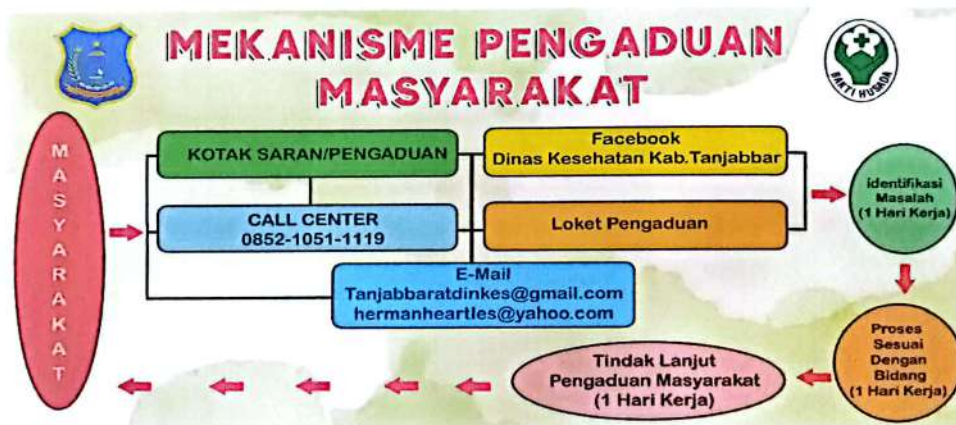 MEKANISME PENGADUAN
MASYARAKAT
BAKTI HUSADA
MASYARAKAT
KOTAK SARAN/PENGADUAN
Facebook
Dinas Kesehatan Kab.Tanjabbar
CALL CENTER
0852-1051-1119
Loket Pengaduan
E-Mail
Tanjabbaratdinkes@gmail.com
hermanheartles@yahoo.com
identifikasi
Masalah
(1 Hari Kerja)
Proses
Sesuai
Dengan
Bidang
(1 Hari Kerja)
Tindak Lanjut
Pengaduan Masyarakat
(1 Hari Kerja)